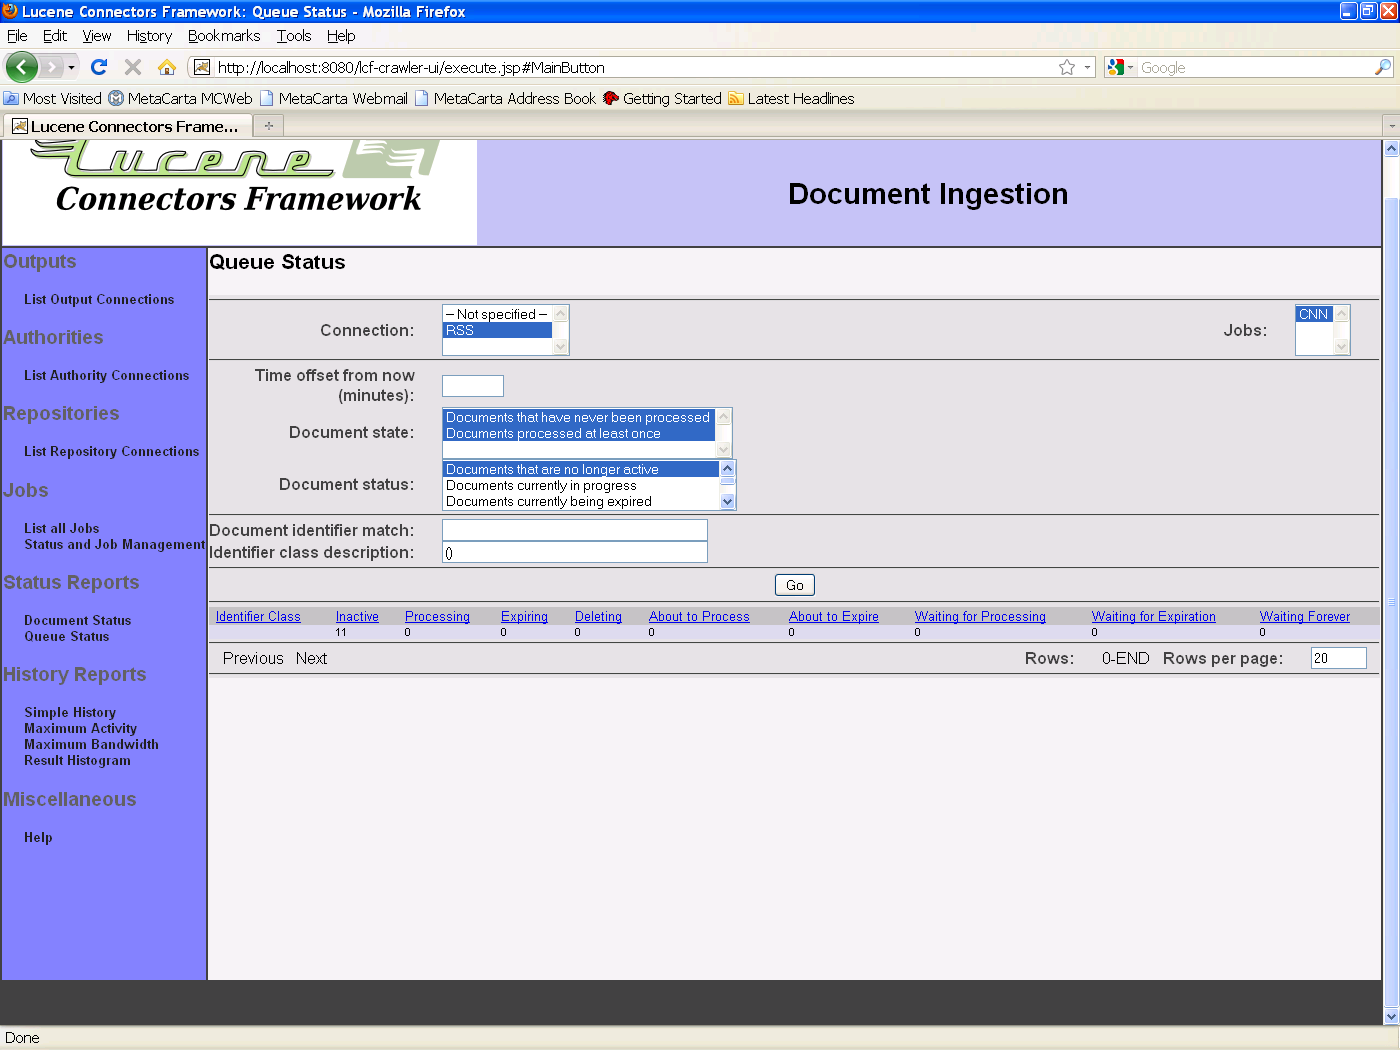 Lucene Connectors Framework: Queue Status - Mozilla Firefox
File Edit View History Bookmarks Tools Help
http://localhost:8080/lcf-crawler-ui/execute.jsp#MainButton
Google
Most Visited MetaCarta MCWeb MetaCarta Webmail MetaCarta Address Book Getting Started Latest Headlines
Lucene Connectors Frame...
Lucene
Connectors Framework
Document Ingestion
Outputs
List Output Connections
Authorities
List Authority Connections
Repositories
List Repository Connections
Jobs
List all Jobs
Status and Job Management
Status Reports
Document Status
Queue Status
History Reports
Simple History
Maximum Activity
Maximum Bandwidth
Result Histogram
Miscellaneous
Help
Queue Status
Connection:
-- Not specified --
RSS
Jobs:
CNN
Time offset from now
(minutes):
Document state:
Documents that have never been processed
Documents processed at least once
Document status:
Documents that are no longer active
Documents currently in progress
Documents currently being expired
Document identifier match:
Identifier class description: ()
Go
Identifier Class Inactive Processing Expiring Deleting About to Process About to Expire Waiting for Processing Waiting for Expiration Waiting Forever
11 0 0 0 0 0 0 0 0
Previous Next Rows: 0-END Rows per page: 20
Done